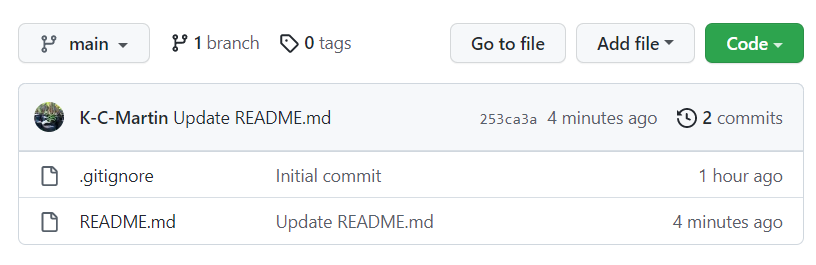 main 1 branch 0 tags Go to file Add file Code
K-C-Martin Update README.md 253ca3a 4 minutes ago 2 commits
.gitignore Initial commit 1 hour ago
README.md Update README.md 4 minutes ago